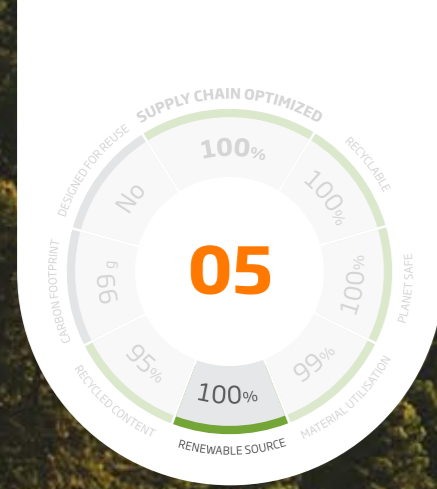 SUPPLY CHAIN OPTIMIZED
100%
RECYCLABLE
100%
PLANET SAFE
100%
MATERIAL UTILISATION
99%
RENEWABLE SOURCE
100%
RECYCLED CONTENT
95%
CARBON FOOTPRINT
66 g
DESIGNED FOR REUSE
No
05